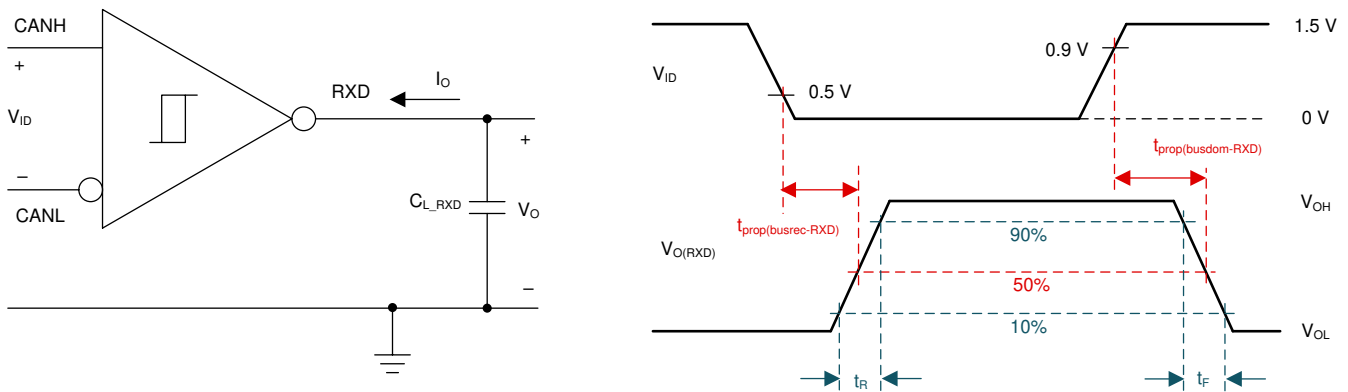 CANH
+
V_ID
–
CANL
RXD
I_O
+
C_L_RXD
V_O
–
1.5 V
0.9 V
V_ID
0.5 V
0 V
t_prop(busdom-RXD)
t_prop(busrec-RXD)
V_OH
90%
V_O(RXD)
50%
10%
V_OL
t_R
t_F